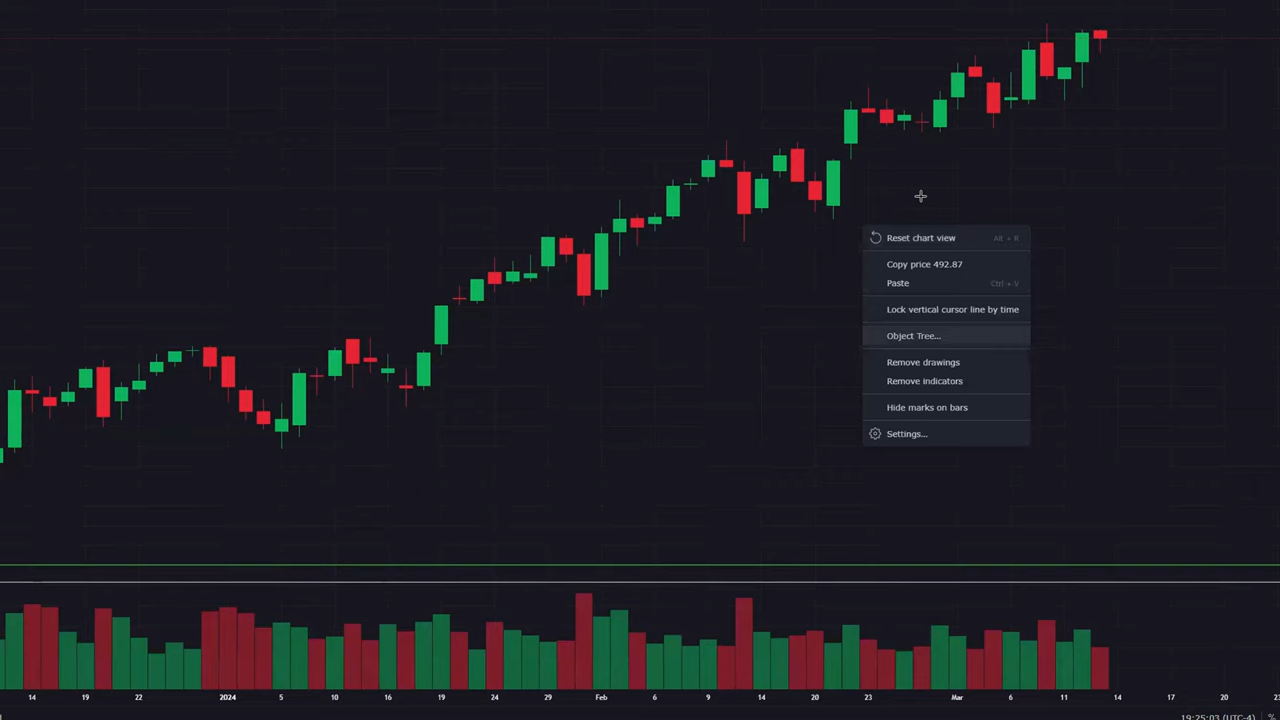 Reset chart view Alt + R
Copy price 492.87
Paste Ctrl + V
Lock vertical cursor line by time
Object Tree...
Remove drawings
Remove indicators
Hide marks on bars
Settings...
14 19 22 2024 5 10 16 19 24 29 Feb 6 9 14 20 23 Mar 6 11 14 17 20
19:25:03 (UTC-4) %